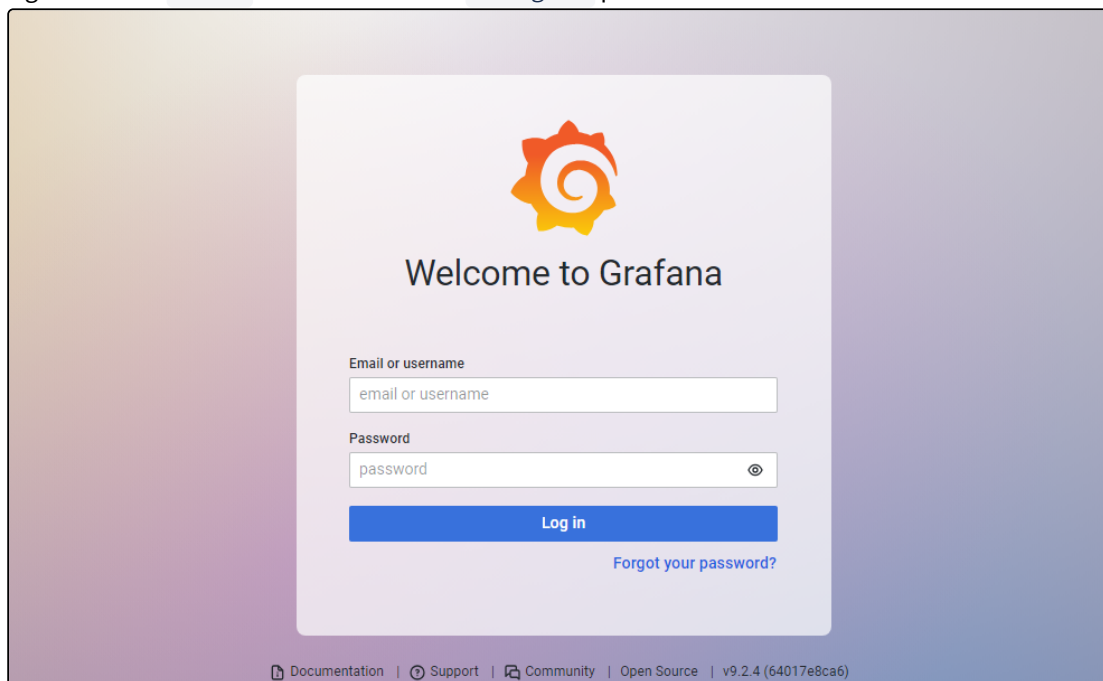 Welcome to Grafana
Email or username
email or username
Password
password
Log in
Forgot your password?
Documentation | Support | Community | Open Source | v9.2.4 (64017e8ca6)